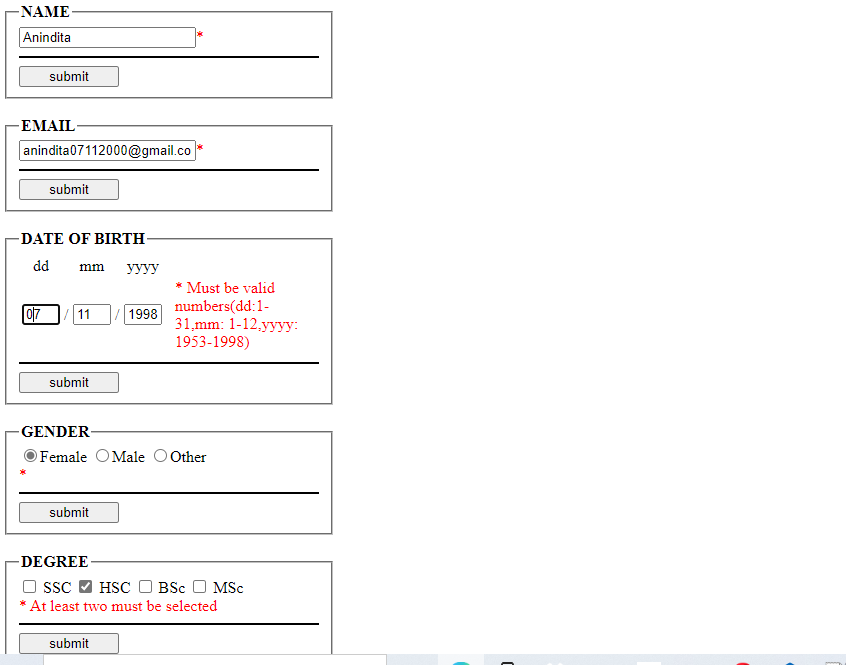 NAME
Anindita *
submit
EMAIL
anindita07112000@gmail.co *
submit
DATE OF BIRTH
dd mm yyyy
07 / 11 / 1998
* Must be valid
numbers(dd:1-
31,mm: 1-12,yyyy:
1953-1998)
submit
GENDER
Female Male Other
*
submit
DEGREE
SSC HSC BSc MSc
* At least two must be selected
submit